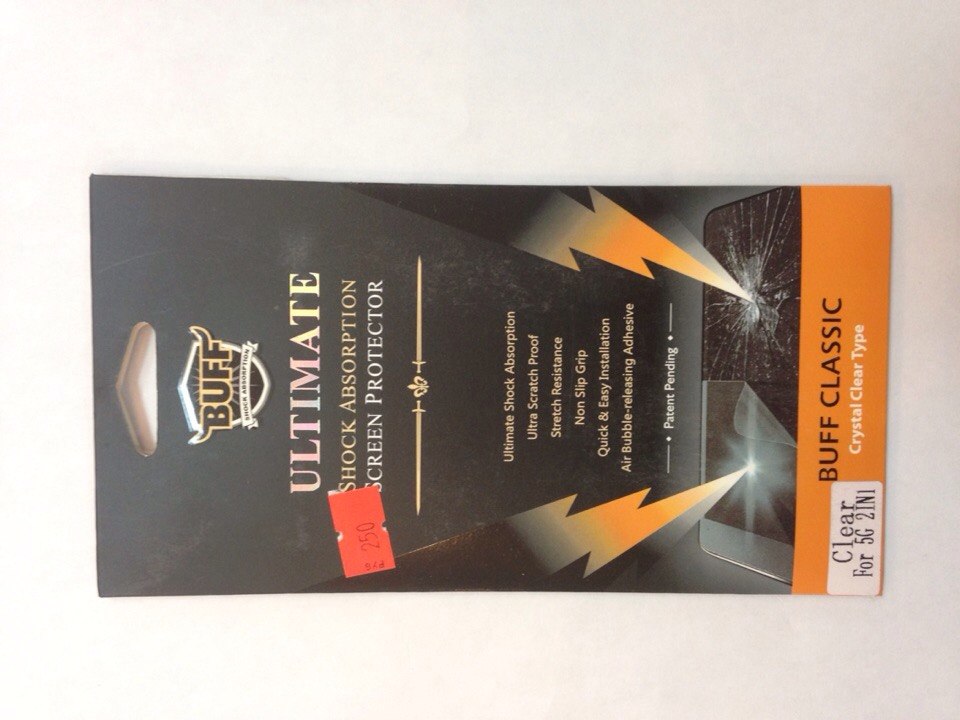 BUFF
SHOCK ABSORPTION
ULTIMATE
SHOCK ABSORPTION
SCREEN PROTECTOR
Руб. 250
Ultimate Shock Absorption
Ultra Scratch Proof
Stretch Resistance
Non Slip Grip
Quick & Easy Installation
Air Bubble-releasing Adhesive
Patent Pending
BUFF CLASSIC
Crystal Clear Type
Clear
For 5G 2IN1